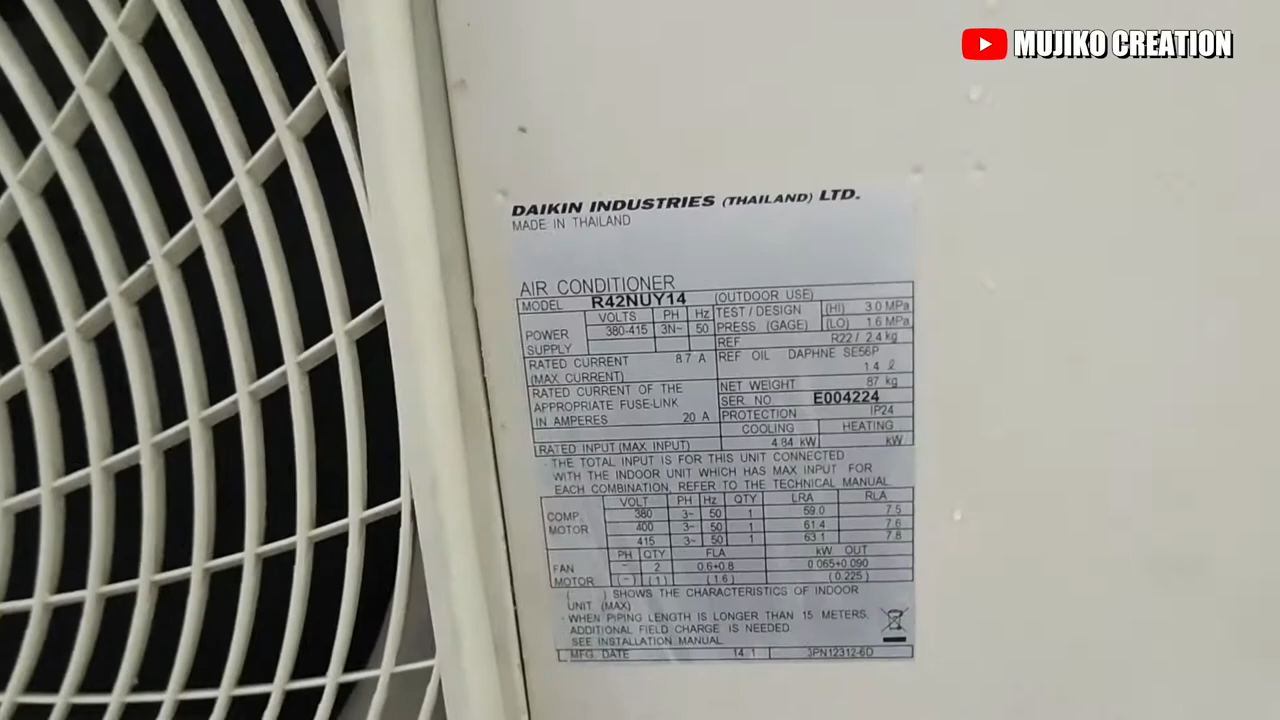 MUJIKO CREATION
DAIKIN INDUSTRIES (THAILAND) LTD.
MADE IN THAILAND
AIR CONDITIONER
MODEL R42NUY14 (OUTDOOR USE)
POWER SUPPLY VOLTS PH Hz
380-415 3N~ 50
TEST / DESIGN PRESS (GAGE) (HI) 3.0 MPa
(LO) 1.6 MPa
REF R22 / 2.4 kg
RATED CURRENT 8.7 A
(MAX. CURRENT)
REF OIL DAPHNE SE56P
1.4 ℓ
RATED CURRENT OF THE
APPROPRIATE FUSE-LINK
IN AMPERES 20 A
NET WEIGHT 87 kg
SER. NO. E004224
PROTECTION IP24
COOLING HEATING
RATED INPUT (MAX INPUT) 4.84 kW kW
· THE TOTAL INPUT IS FOR THIS UNIT CONNECTED
WITH THE INDOOR UNIT WHICH HAS MAX INPUT FOR
EACH COMBINATION, REFER TO THE TECHNICAL MANUAL.
COMP. MOTOR VOLT PH Hz QTY LRA RLA
380 3~ 50 1 59.0 7.5
400 3~ 50 1 61.4 7.6
415 3~ 50 1 63.1 7.8
FAN MOTOR PH QTY FLA kW OUT
~ 2 0.6+0.8 0.065+0.090
(~) (1) (1.6) (0.225)
( ) SHOWS THE CHARACTERISTICS OF INDOOR
UNIT (MAX)
· WHEN PIPING LENGTH IS LONGER THAN 15 METERS,
ADDITIONAL FIELD CHARGE IS NEEDED
SEE INSTALLATION MANUAL
MFG. DATE 14. 1 3PN12312-6D